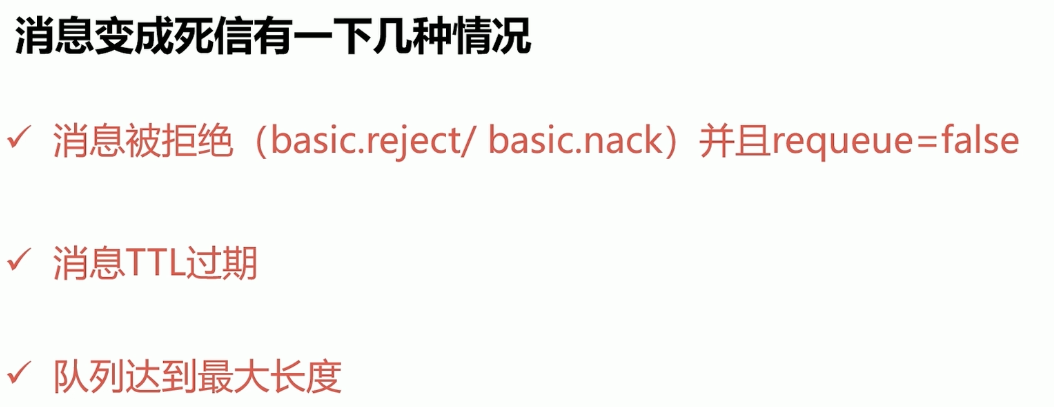 消息变成死信有一下几种情况
✓ 消息被拒绝（basic.reject/ basic.nack）并且requeue=false
✓ 消息TTL过期
✓ 队列达到最大长度